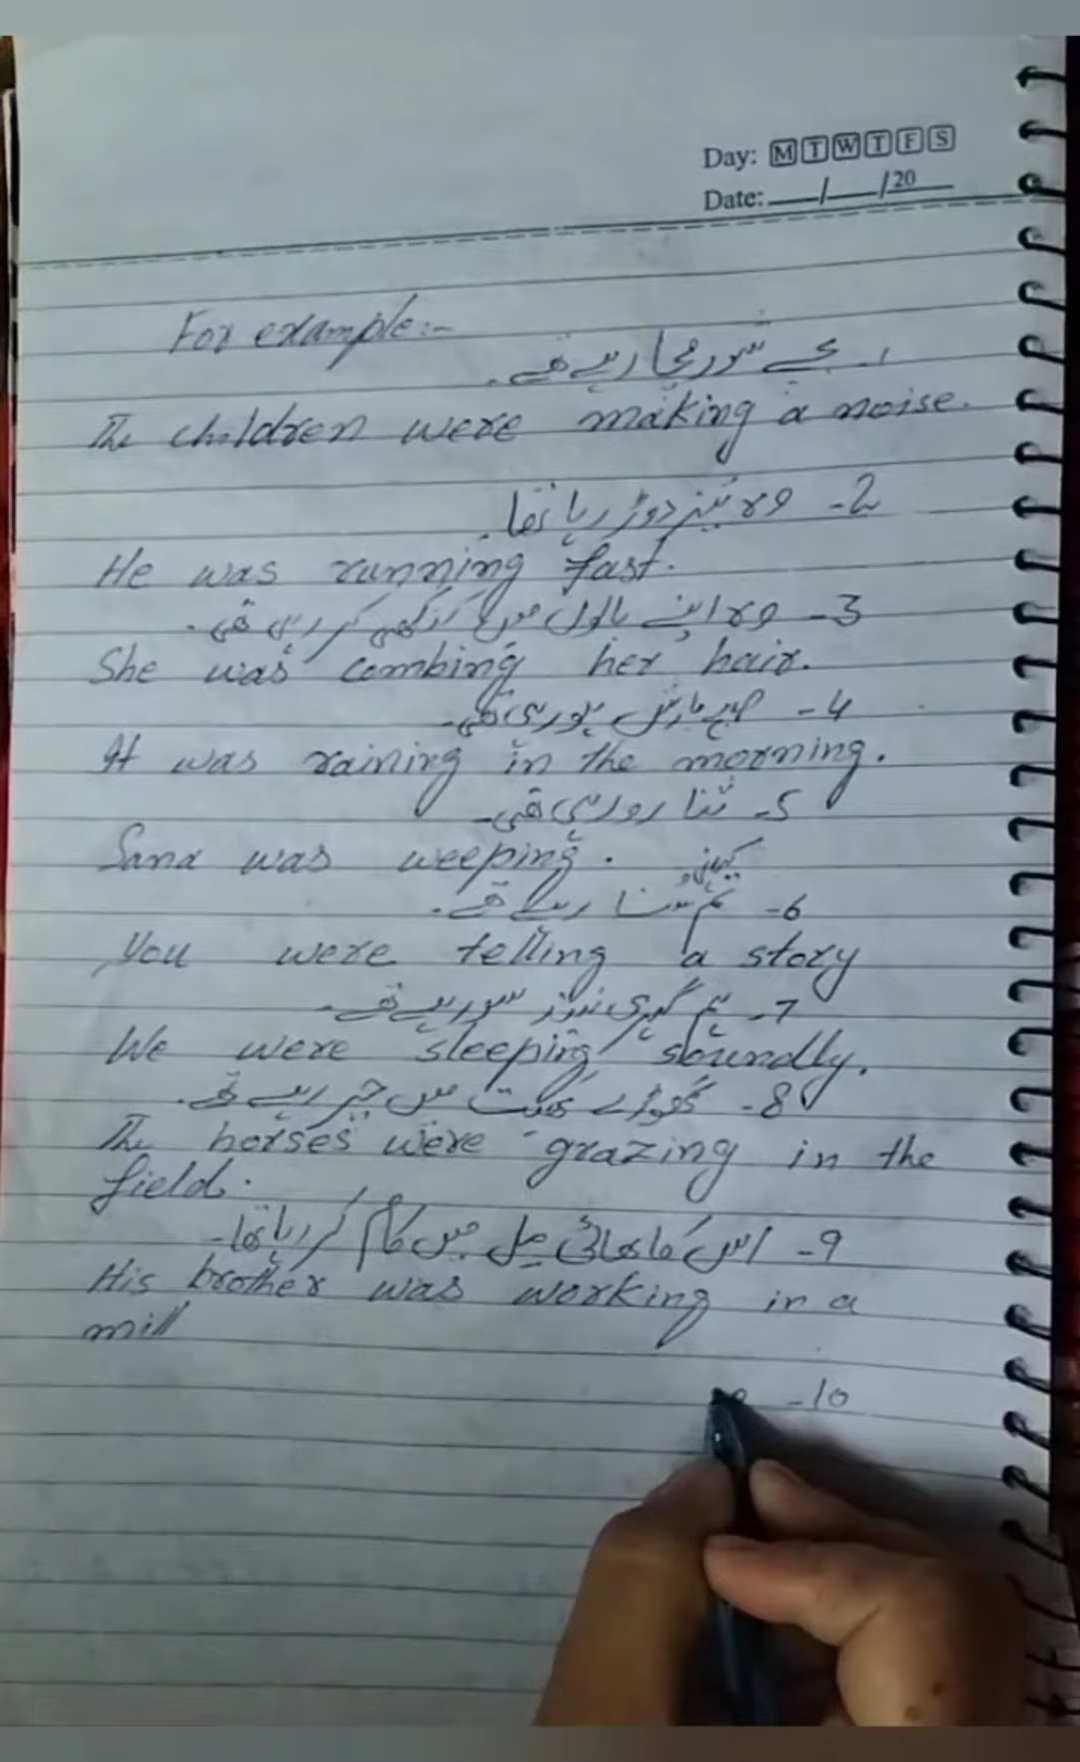 Day: M T W T F S
Date: __/__/20__
For example:-
1. بچے شور مچا رہے تھے۔
The children were making a noise.
2- وہ تیز دوڑ رہا تھا۔
He was running fast.
3- وہ اپنے بالوں میں کنگھی کر رہی تھی۔
She was combing her hair.
4- صبح بارش ہو رہی تھی۔
It was raining in the morning.
5- ثنا رو رہی تھی۔
Sana was weeping.
کہانی
6- تم سنا رہے تھے۔
You were telling a story
7- ہم گہری نیند سو رہے تھے۔
We were sleeping soundly.
8- گھوڑے کھیت میں چر رہے تھے۔
The horses were grazing in the
field.
9- اس کا بھائی مل میں کام کر رہا تھا۔
His brother was working in a
mill
10-